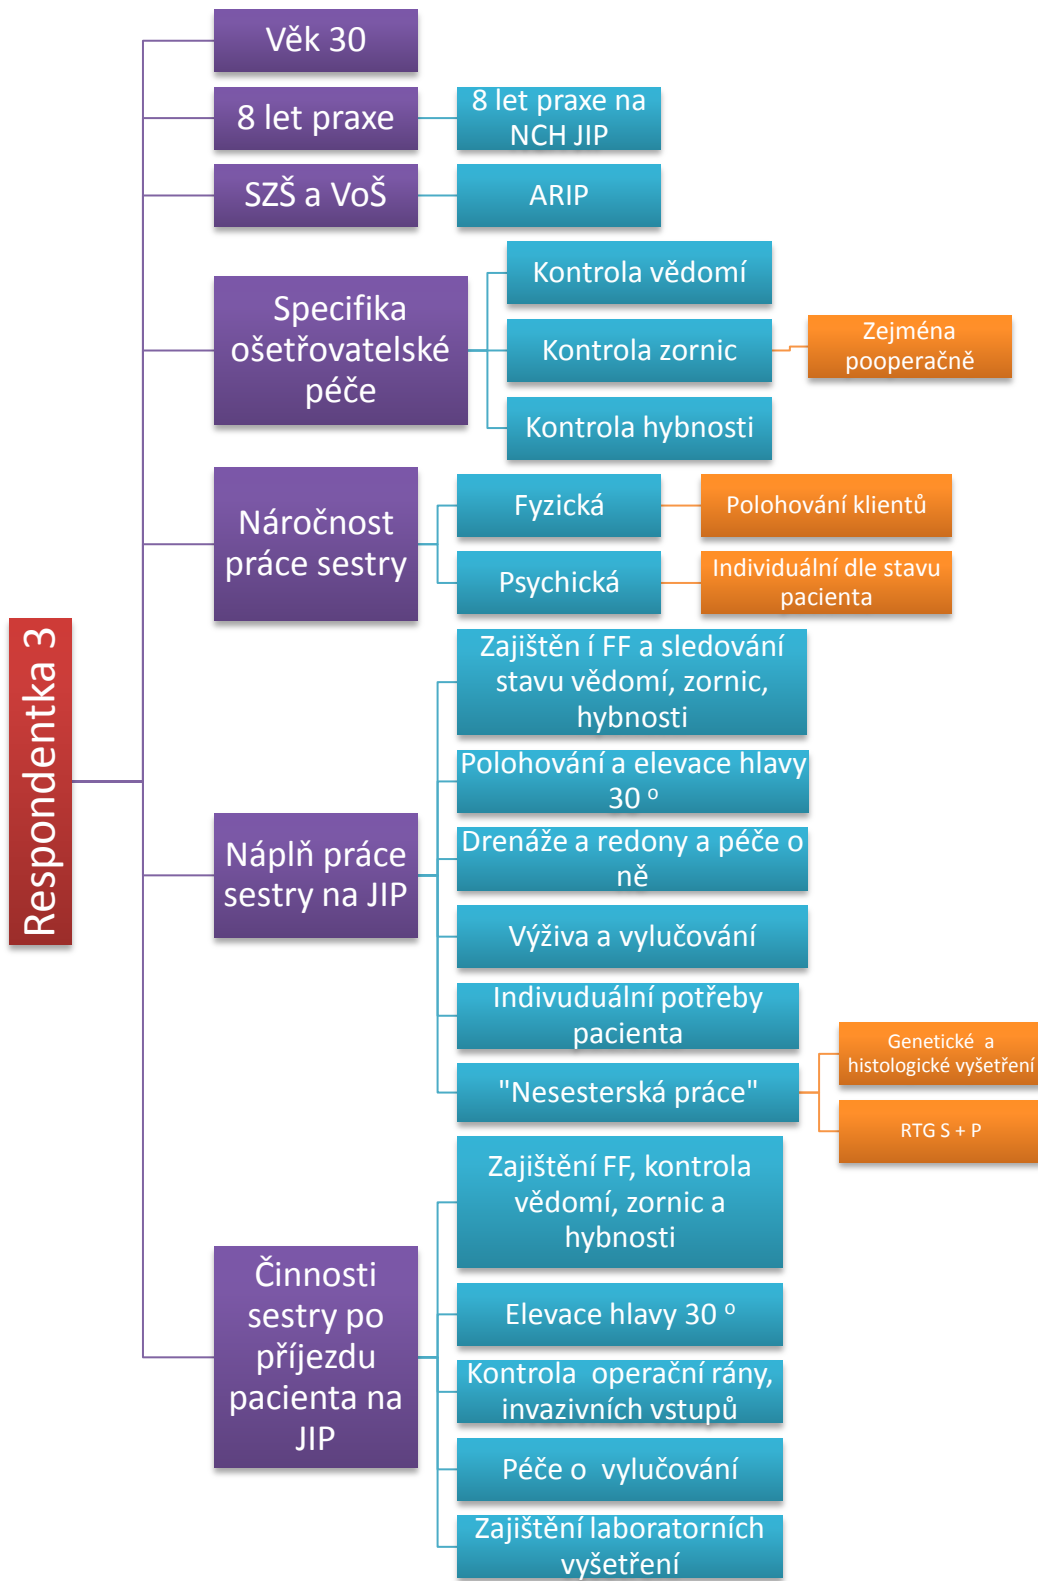 Respondentka 3
Věk 30
8 let praxe
8 let praxe na
NCH JIP
SZŠ a VoŠ
ARIP
Specifika
ošetřovatelské
péče
Kontrola vědomí
Kontrola zornic
Zejména
pooperačně
Kontrola hybnosti
Náročnost
práce sestry
Fyzická
Polohování klientů
Psychická
Individuální dle stavu
pacienta
Náplň práce
sestry na JIP
Zajištěn í FF a sledování
stavu vědomí, zornic,
hybnosti
Polohování a elevace hlavy
30 º
Drenáže a redony a péče o
ně
Výživa a vylučování
Indivuduální potřeby
pacienta
"Nesesterská práce"
Genetické a
histologické vyšetření
RTG S + P
Činnosti
sestry po
příjezdu
pacienta na
JIP
Zajištění FF, kontrola
vědomí, zornic a
hybnosti
Elevace hlavy 30 º
Kontrola operační rány,
invazivních vstupů
Péče o vylučování
Zajištění laboratorních
vyšetření